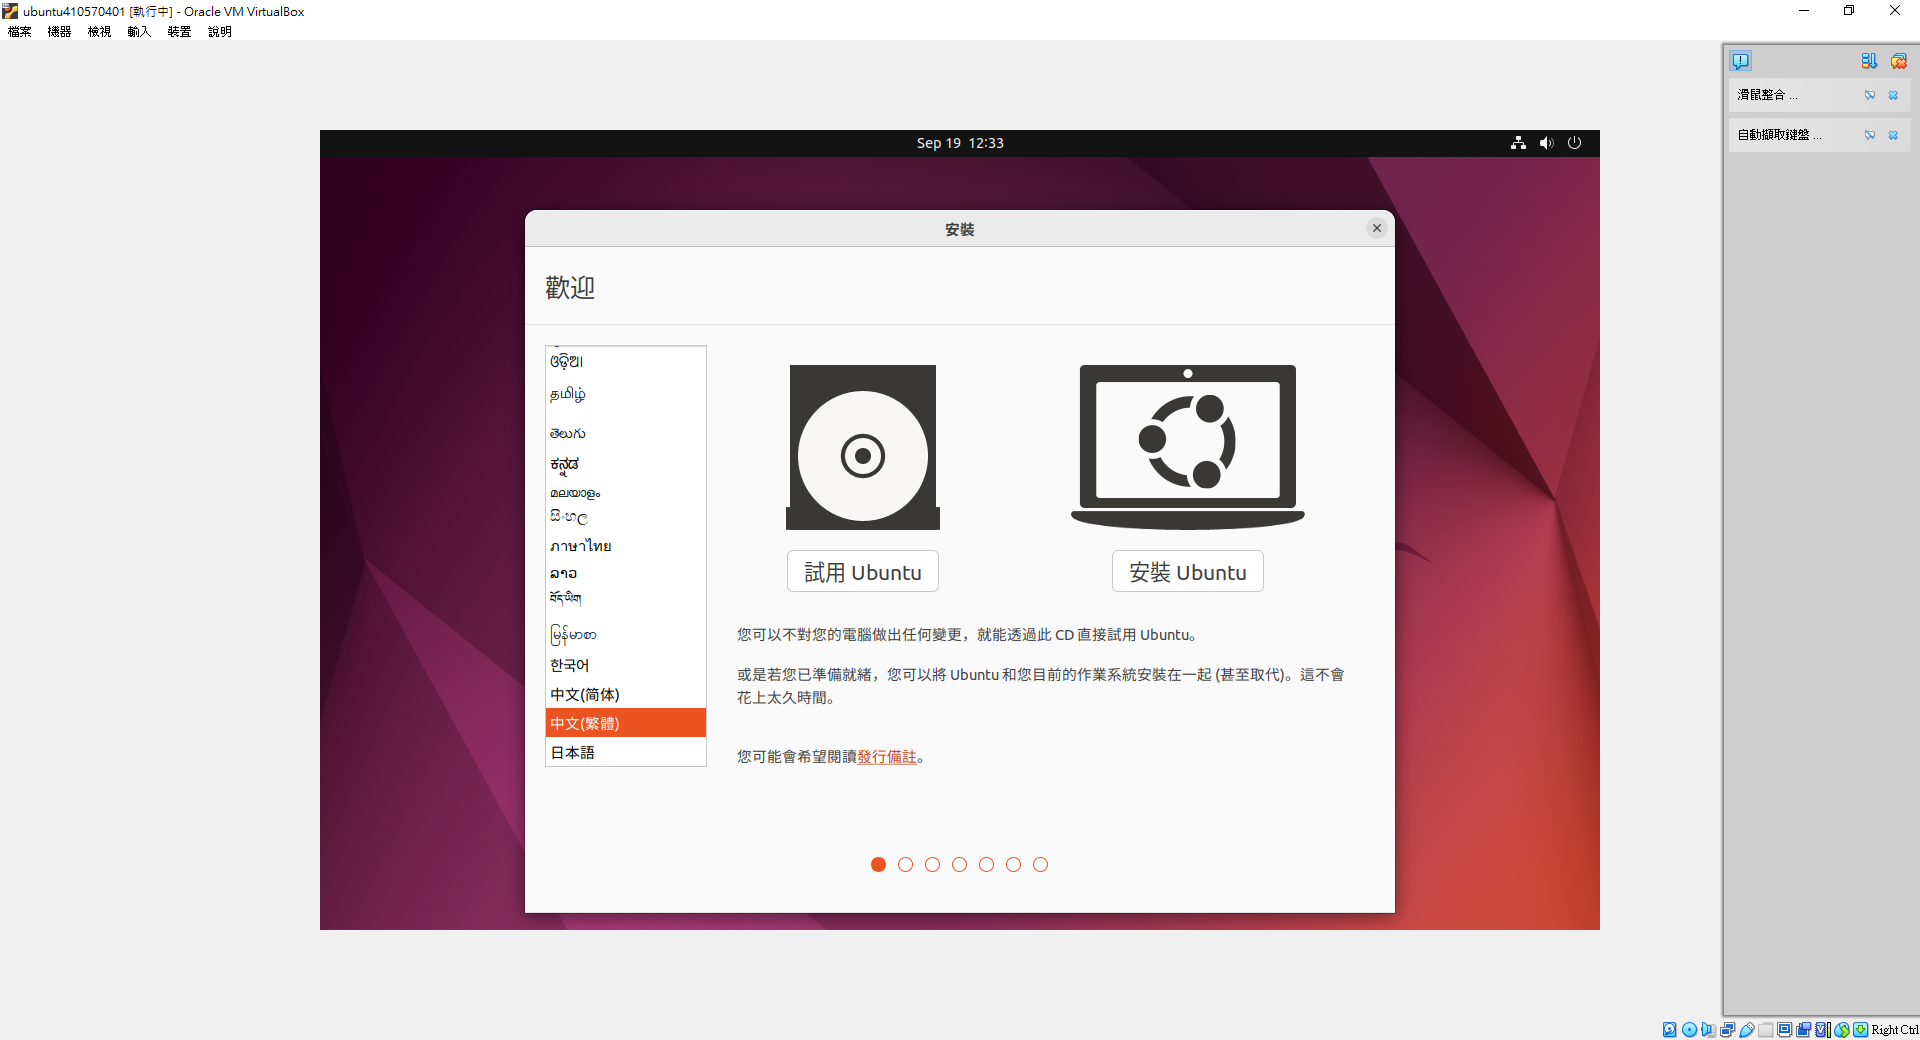 ubuntu410570401 [執行中] - Oracle VM VirtualBox
檔案 機器 檢視 輸入 裝置 說明
滑鼠整合 ...
自動擷取鍵盤 ...
Sep 19 12:33
安裝
歡迎
ଓଡ଼ିଆ
தமிழ்
తెలుగు
ಕನ್ನಡ
മലയാളം
සිංහල
ภาษาไทย
ລາວ
བོད་ཡིག
မြန်မာစာ
한국어
中文(简体)
中文(繁體)
日本語
試用 Ubuntu
安裝 Ubuntu
您可以不對您的電腦做出任何變更，就能透過此 CD 直接試用 Ubuntu。
或是若您已準備就緒，您可以將 Ubuntu 和您目前的作業系統安裝在一起 (甚至取代)。這不會
花上太久時間。
您可能會希望閱讀發行備註。
Right Ctrl